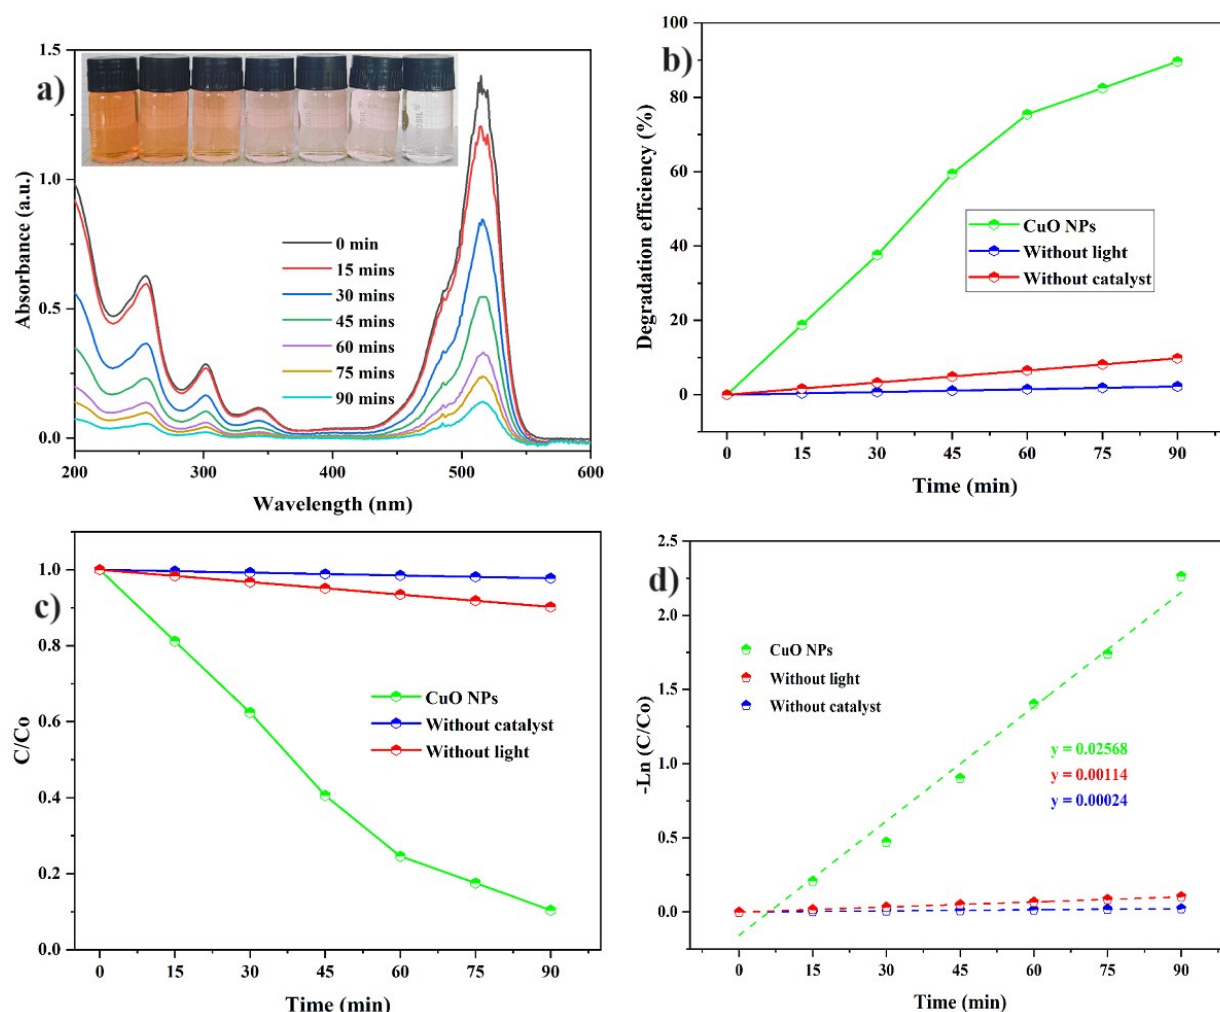 a)
1.5
1.0
0.5
0.0
Absorbance (a.u.)
0 min
15 mins
30 mins
45 mins
60 mins
75 mins
90 mins
200 300 400 500 600
Wavelength (nm)
b)
100
80
60
40
20
0
Degradation efficiency (%)
CuO NPs
Without light
Without catalyst
0 15 30 45 60 75 90
Time (min)
c)
1.0
0.8
0.6
0.4
0.2
0.0
C/Co
CuO NPs
Without catalyst
Without light
0 15 30 45 60 75 90
Time (min)
d)
2.5
2.0
1.5
1.0
0.5
0.0
-Ln (C/Co)
CuO NPs
Without light
Without catalyst
y = 0.02568
y = 0.00114
y = 0.00024
0 15 30 45 60 75 90
Time (min)